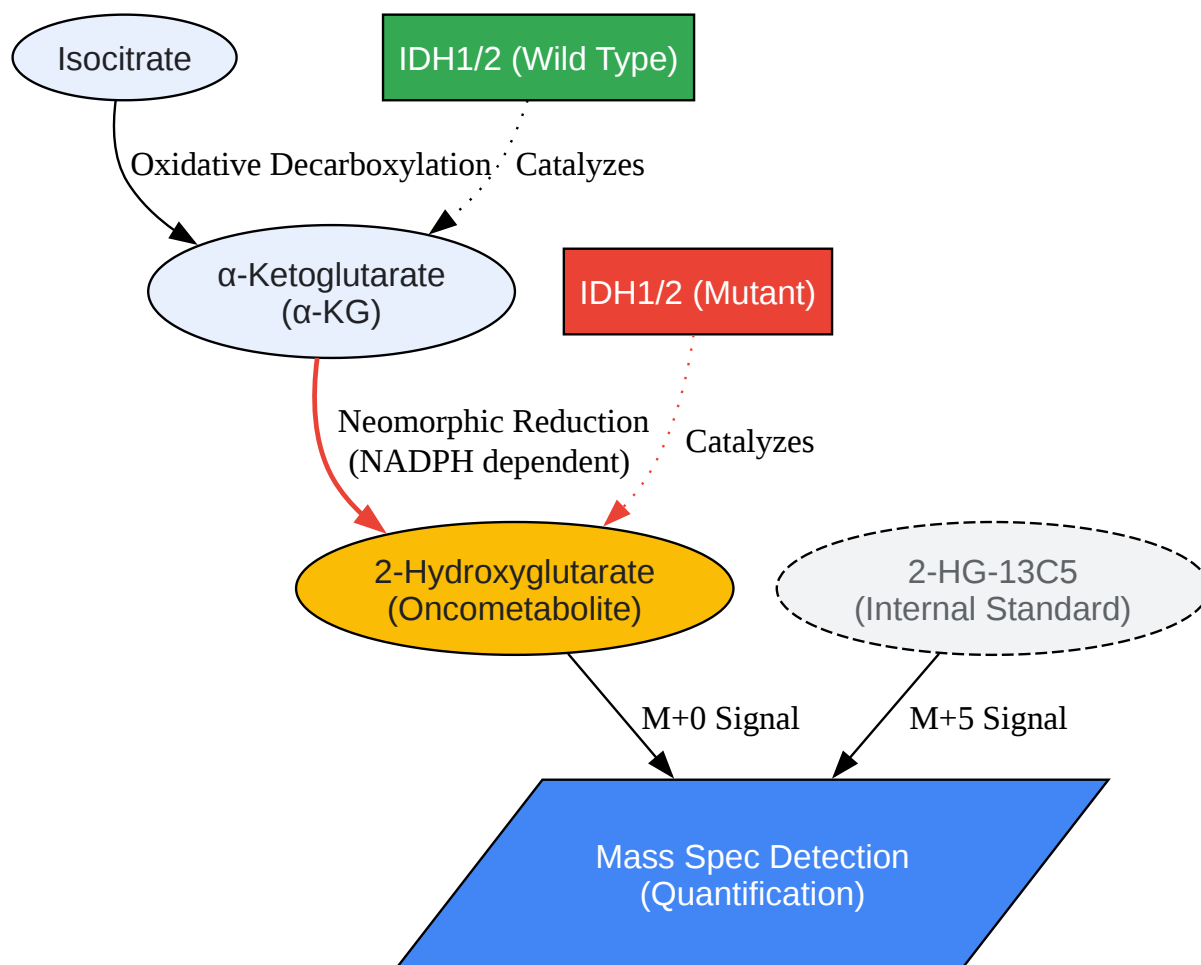 Isocitrate
IDH1/2 (Wild Type)
Oxidative Decarboxylation
Catalyzes
α-Ketoglutarate
(α-KG)
IDH1/2 (Mutant)
Neomorphic Reduction
(NADPH dependent)
Catalyzes
2-Hydroxyglutarate
(Oncometabolite)
2-HG-13C5
(Internal Standard)
M+0 Signal
M+5 Signal
Mass Spec Detection
(Quantification)